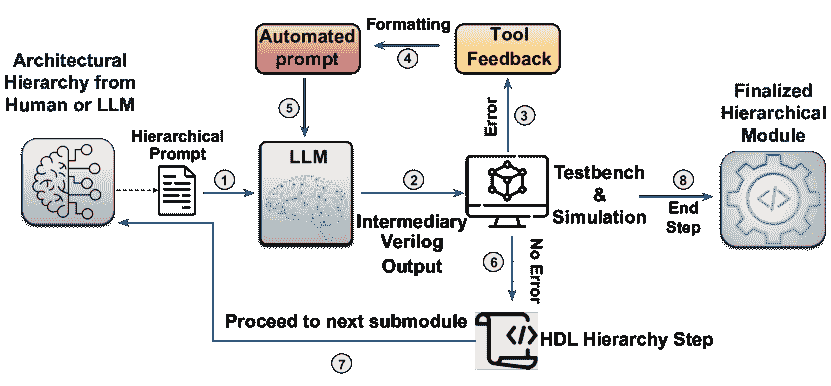 Architectural
Hierarchy from
Human or LLM
Hierarchical
Prompt
1
Automated
prompt
Formatting
4
Tool
Feedback
5
Error
3
LLM
2
Intermediary
Verilog
Output
Testbench
&
Simulation
8
End
Step
Finalized
Hierarchical
Module
</>
6
No Error
Proceed to next submodule
7
</>
HDL Hierarchy Step